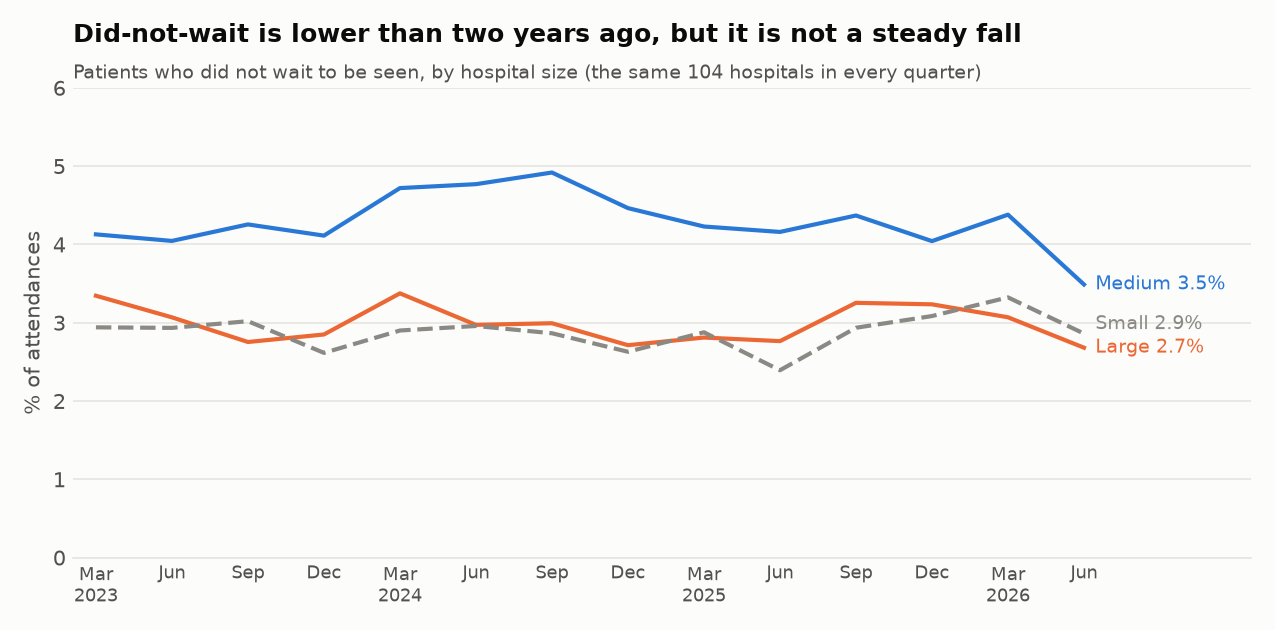 Did-not-wait is lower than two years ago, but it is not a steady fall
Patients who did not wait to be seen, by hospital size (the same 104 hospitals in every quarter)
% of attendances
6
5
4
3
2
1
0
Medium 3.5%
Small 2.9%
Large 2.7%
Mar Jun Sep Dec Mar Jun Sep Dec Mar Jun Sep Dec Mar Jun
2023 2024 2025 2026